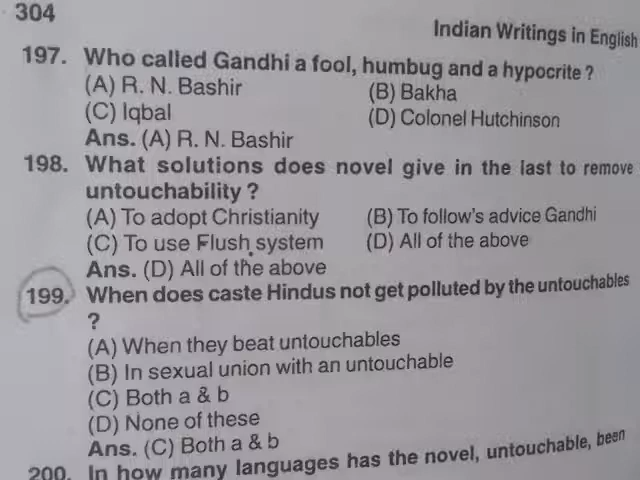 304
Indian Writings in English
197. Who called Gandhi a fool, humbug and a hypocrite ?
(A) R. N. Bashir (B) Bakha
(C) Iqbal (D) Colonel Hutchinson
Ans. (A) R. N. Bashir
198. What solutions does novel give in the last to remove
untouchability ?
(A) To adopt Christianity (B) To follow's advice Gandhi
(C) To use Flush system (D) All of the above
Ans. (D) All of the above
199. When does caste Hindus not get polluted by the untouchables
?
(A) When they beat untouchables
(B) In sexual union with an untouchable
(C) Both a & b
(D) None of these
Ans. (C) Both a & b
200. In how many languages has the novel, untouchable, been